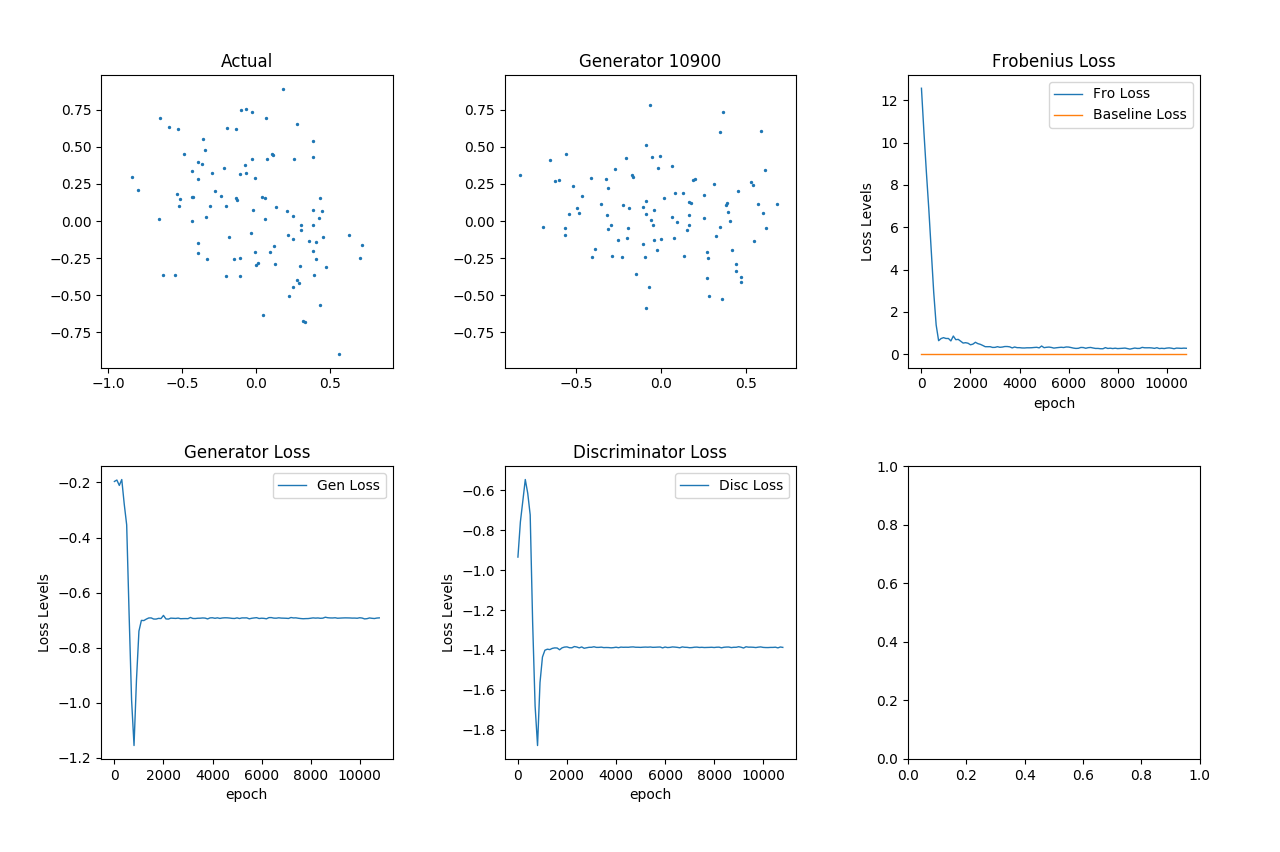 Actual
0.75
0.50
0.25
0.00
−0.25
−0.50
−0.75
−1.0 −0.5 0.0 0.5
Generator 10900
0.75
0.50
0.25
0.00
−0.25
−0.50
−0.75
−0.5 0.0 0.5
Frobenius Loss
Fro Loss
Baseline Loss
Loss Levels
12
10
8
6
4
2
0
0 2000 4000 6000 8000 10000
epoch
Generator Loss
Gen Loss
Loss Levels
−0.2
−0.4
−0.6
−0.8
−1.0
−1.2
0 2000 4000 6000 8000 10000
epoch
Discriminator Loss
Disc Loss
Loss Levels
−0.6
−0.8
−1.0
−1.2
−1.4
−1.6
−1.8
0 2000 4000 6000 8000 10000
epoch
1.0
0.8
0.6
0.4
0.2
0.0
0.0 0.2 0.4 0.6 0.8 1.0